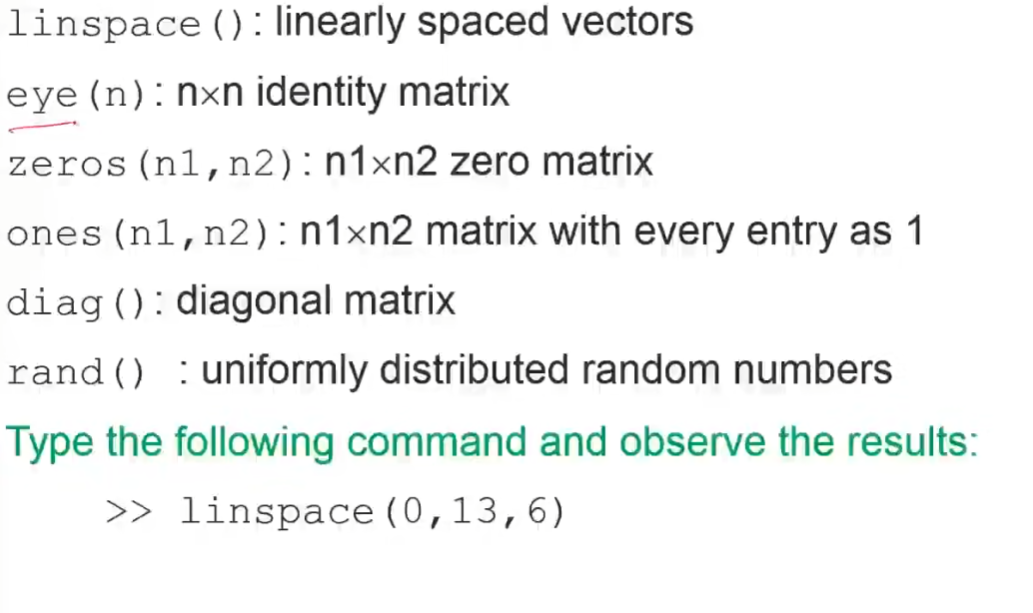 linspace(): linearly spaced vectors
eye(n): n×n identity matrix
zeros(n1,n2): n1×n2 zero matrix
ones(n1,n2): n1×n2 matrix with every entry as 1
diag(): diagonal matrix
rand() : uniformly distributed random numbers
Type the following command and observe the results:
>> linspace(0,13,6)